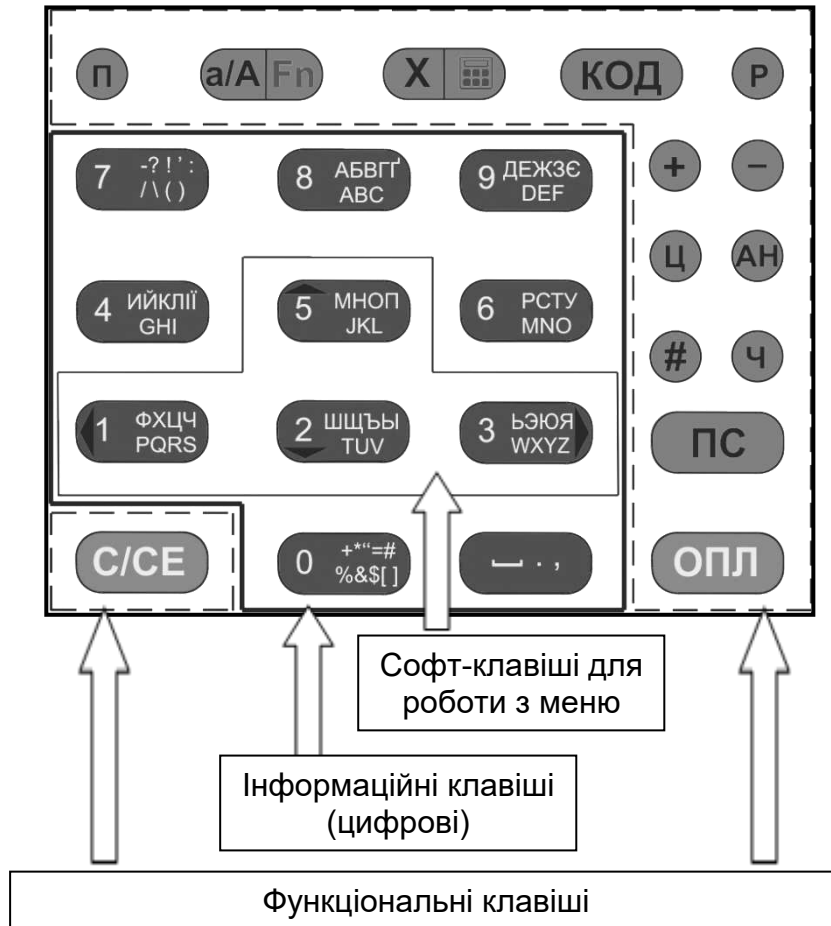 П а/А Fn X КОД Р
7 -?!':
/\()
8 АБВГҐ
ABC
9 ДЕЖЗЄ
DEF
+ −
Ц АН
4 ИЙКЛІЇ
GHI
5 МНОП
JKL
6 РСТУ
MNO
# Ч
1 ФХЦЧ
PQRS
2 ШЩЪЫ
TUV
3 ЬЭЮЯ
WXYZ
ПС
С/СЕ
0 +*“=#
%&$[ ]
. ,
ОПЛ
Софт-клавіші для
роботи з меню
Інформаційні клавіші
(цифрові)
Функціональні клавіші